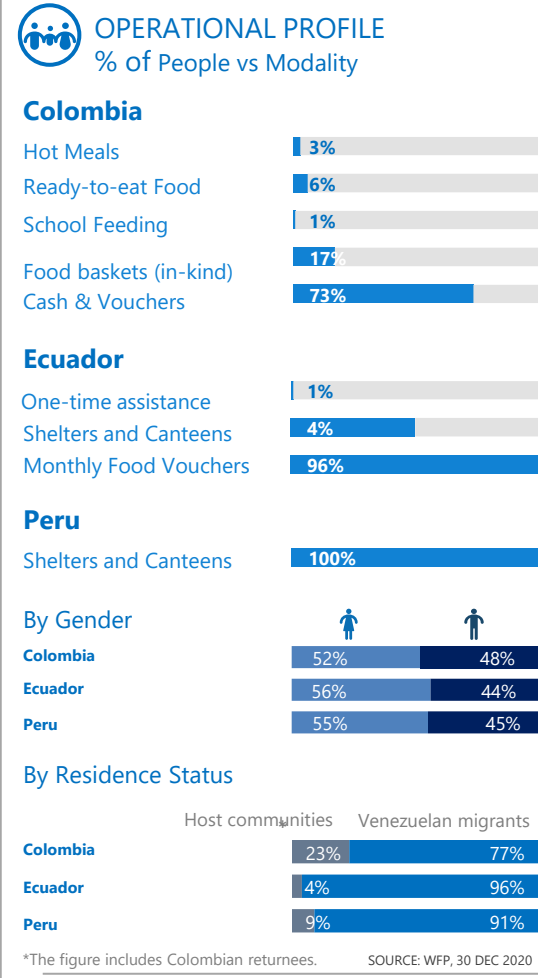 OPERATIONAL PROFILE
% of People vs Modality
Colombia
Hot Meals 3%
Ready-to-eat Food 6%
School Feeding 1%
Food baskets (in-kind) 17%
Cash & Vouchers 73%
Ecuador
One-time assistance 1%
Shelters and Canteens 4%
Monthly Food Vouchers 96%
Peru
Shelters and Canteens 100%
By Gender
Colombia 52% 48%
Ecuador 56% 44%
Peru 55% 45%
By Residence Status
Host communities * Venezuelan migrants
Colombia 23% 77%
Ecuador 4% 96%
Peru 9% 91%
*The figure includes Colombian returnees. SOURCE: WFP, 30 DEC 2020